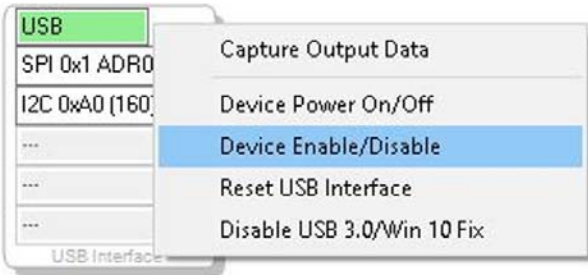 USB
SPI 0x1 ADR0
I2C 0xA0 (160)
---
---
---
USB Interface
Capture Output Data
Device Power On/Off
Device Enable/Disable
Reset USB Interface
Disable USB 3.0/Win 10 Fix